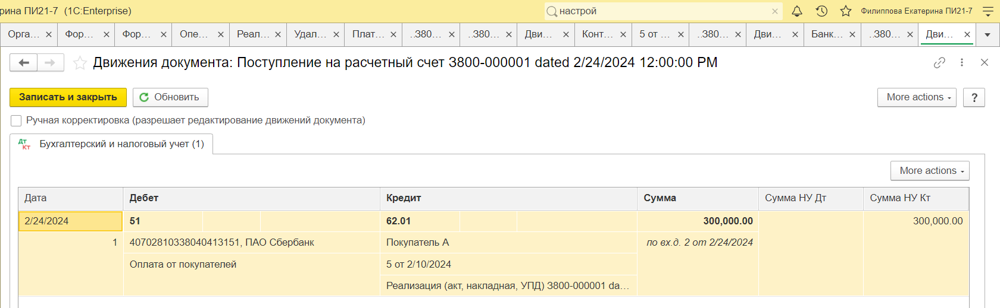 рина ПИ21-7 (1C:Enterprise)
настрой
Филиппова Екатерина ПИ21-7
Орга... Фор... Фор... Опе... Реал... Удал... Плат... ..3800... ..3800... Дви... Конт... 5 от ... ..3800... Дви... Банк... ..3800... Дви...
Движения документа: Поступление на расчетный счет 3800-000001 dated 2/24/2024 12:00:00 PM
Записать и закрыть Обновить More actions ?
Ручная корректировка (разрешает редактирование движений документа)
Дт Кт Бухгалтерский и налоговый учет (1)
More actions
Дата Дебет Кредит Сумма Сумма НУ Дт Сумма НУ Кт
2/24/2024 51 62.01 300,000.00 300,000.00
1 40702810338040413151, ПАО Сбербанк Покупатель А по вх.д. 2 от 2/24/2024
Оплата от покупателей 5 от 2/10/2024
Реализация (акт, накладная, УПД) 3800-000001 da...